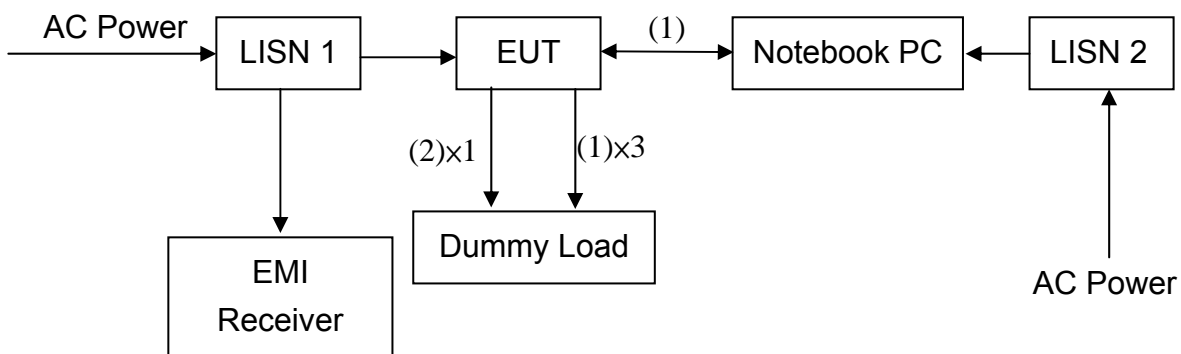 AC Power
LISN 1
EUT
(1)
Notebook PC
LISN 2
(2)×1
(1)×3
Dummy Load
EMI
Receiver
AC Power